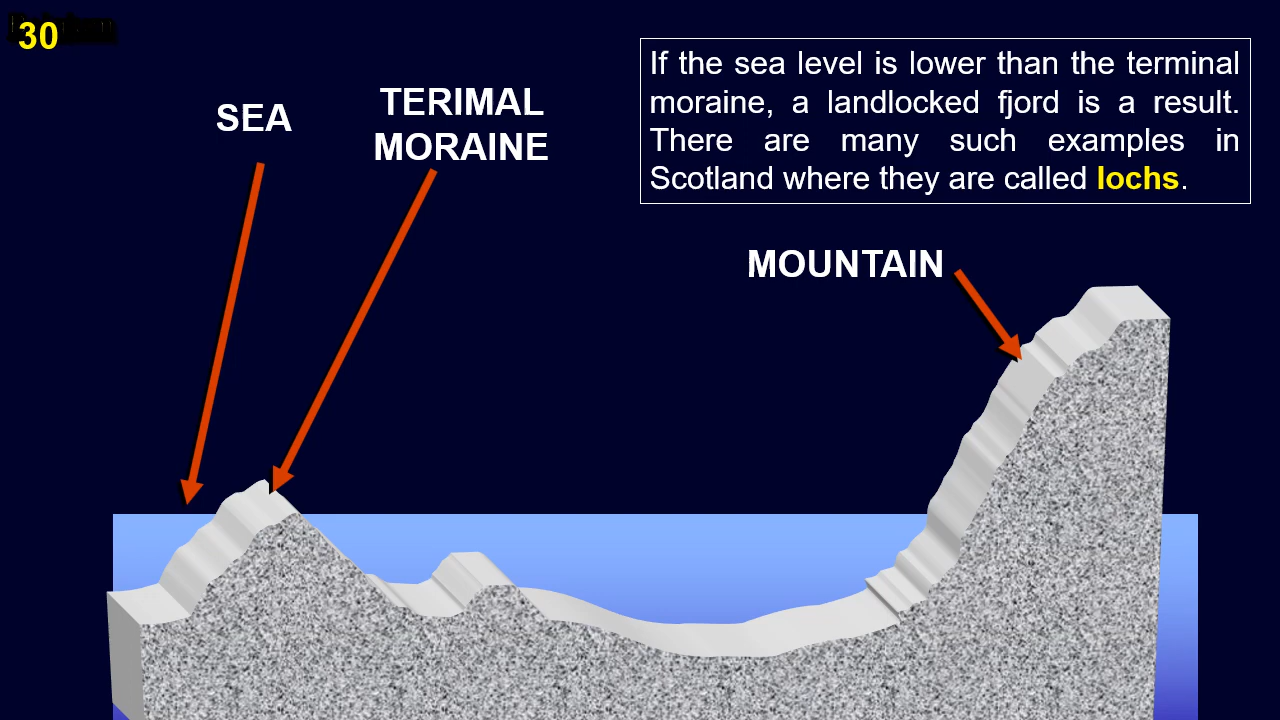 30
SEA
TERIMAL
MORAINE
If the sea level is lower than the terminal
moraine, a landlocked fjord is a result.
There are many such examples in
Scotland where they are called lochs.
MOUNTAIN